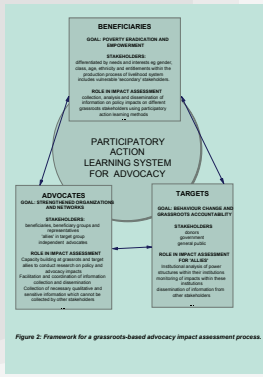 BENEFICIARIES
GOAL: POVERTY ERADICATION AND
EMPOWERMENT
STAKEHOLDERS:
differentiated by needs and interests eg gender,
class, age, ethnicity and entitlements within the
production process of livelihood system
includes vulnerable 'secondary' stakeholders.
ROLE IN IMPACT ASSESSMENT
collection, analysis and dissemination of
information on policy impacts on different
grassroots stakeholders using participatory
action learning methods
PARTICIPATORY
ACTION
LEARNING SYSTEM
FOR ADVOCACY
ADVOCATES
GOAL: STRENGTHENED ORGANIZATIONS
AND NETWORKS
STAKEHOLDERS:
beneficiaries, beneficiary groups and
representatives
'allies' in target group
independent advocates
ROLE IN IMPACT ASSESSMENT
Capacity building at grassroots and target
allies to conduct research on policy and
advocacy impacts
Facilitation and coordination of information
collection and dissemination
Collection of necessary qualitative and
sensitive information which cannot be
collected by other stakeholders
TARGETS
GOAL: BEHAVIOUR CHANGE AND
GRASSROOTS ACCOUNTABILITY
STAKEHOLDERS
donors
government
general public
ROLE IN IMPACT ASSESSMENT
FOR 'ALLIES'
Institutional analysis of power
structures within their institutions
monitoring of impacts within these
institutions
dissemination of information from
other stakeholders
Figure 2: Framework for a grassroots-based advocacy impact assessment process.